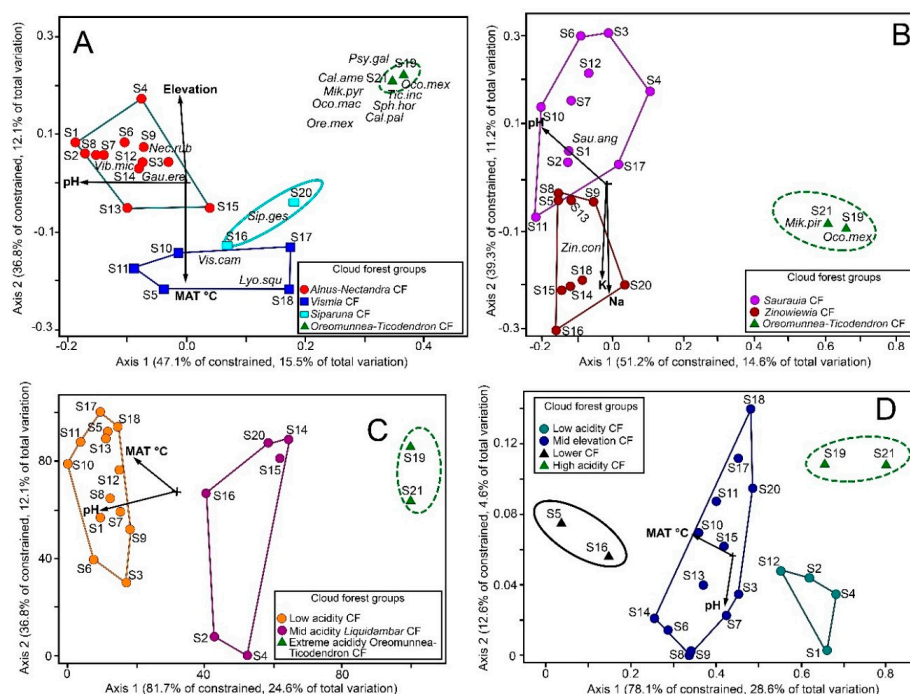 A
Axis 2 (36.8% of constrained, 12.1% of total variation)
0.3
0.1
-0.1
-0.3
Elevation
Psy.gal
S19
Cal.ame
S21
Oco.mex
Mik.pyr
Tic.inc
Oco.mac
Sph.hor
Ore.mex
Cal.pal
S4
S1
S6
S9
S8
S7
Nec.rub
S2
S12
S3
Vib.mic
S14
Gau.ere
pH
S13
S15
S20
Sip.ges
S16
S10
S17
Vis.cam
S11
Lyo.squ
S5
MAT °C
S18
Cloud forest groups
Alnus-Nectandra CF
Vismia CF
Siparuna CF
Oreomunnea-Ticodendron CF
-0.2
0.0
0.2
0.4
Axis 1 (47.1% of constrained, 15.5% of total variation)
B
Axis 2 (39.3% of constrained, 11.2% of total variation)
0.3
0.1
-0.1
-0.3
S6
S3
S12
S4
S7
pH
S10
Sau.ang
S1
S2
S17
S8
S9
S5
S13
S11
S21
S19
Mik.pir
Oco.mex
Zin.con
S18
K
S20
S15
S14
Na
S16
Cloud forest groups
Saurauia CF
Zinowiewia CF
Oreomunnea-Ticodendron CF
-0.2
0.0
0.2
0.4
0.6
0.8
Axis 1 (51.2% of constrained, 14.6% of total variation)
C
Axis 2 (36.8% of constrained, 12.1% of total variation)
80
40
0
S17
S18
S11
S5
S13
MAT °C
S10
S12
S8
pH
S1
S7
S9
S6
S3
S20
S14
S15
S16
S2
S4
S19
S21
Cloud forest groups
Low acidity CF
Mid acidity Liquidambar CF
Extreme acidity Oreomunnea-
Ticodendron CF
0
40
60
80
100
Axis 1 (81.7% of constrained, 24.6% of total variation)
D
Axis 2 (12.6% of constrained, 4.6% of total variation)
0.12
0.08
0.04
0
Cloud forest groups
Low acidity CF
Mid elevation CF
Lower CF
High acidity CF
S18
S17
S19
S21
S20
S11
S5
S10
S15
S16
MAT °C
S12
S2
S13
S3
S4
pH
S14
S7
S6
S8
S9
S1
0.0
0.2
0.4
0.6
0.8
Axis 1 (78.1% of constrained, 28.6% of total variation)